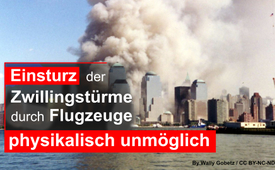 Einsturz der
Zwillingstürme
durch Flugzeuge
physikalisch unmöglich
By Wally Gobetz / CC BY-NC-ND